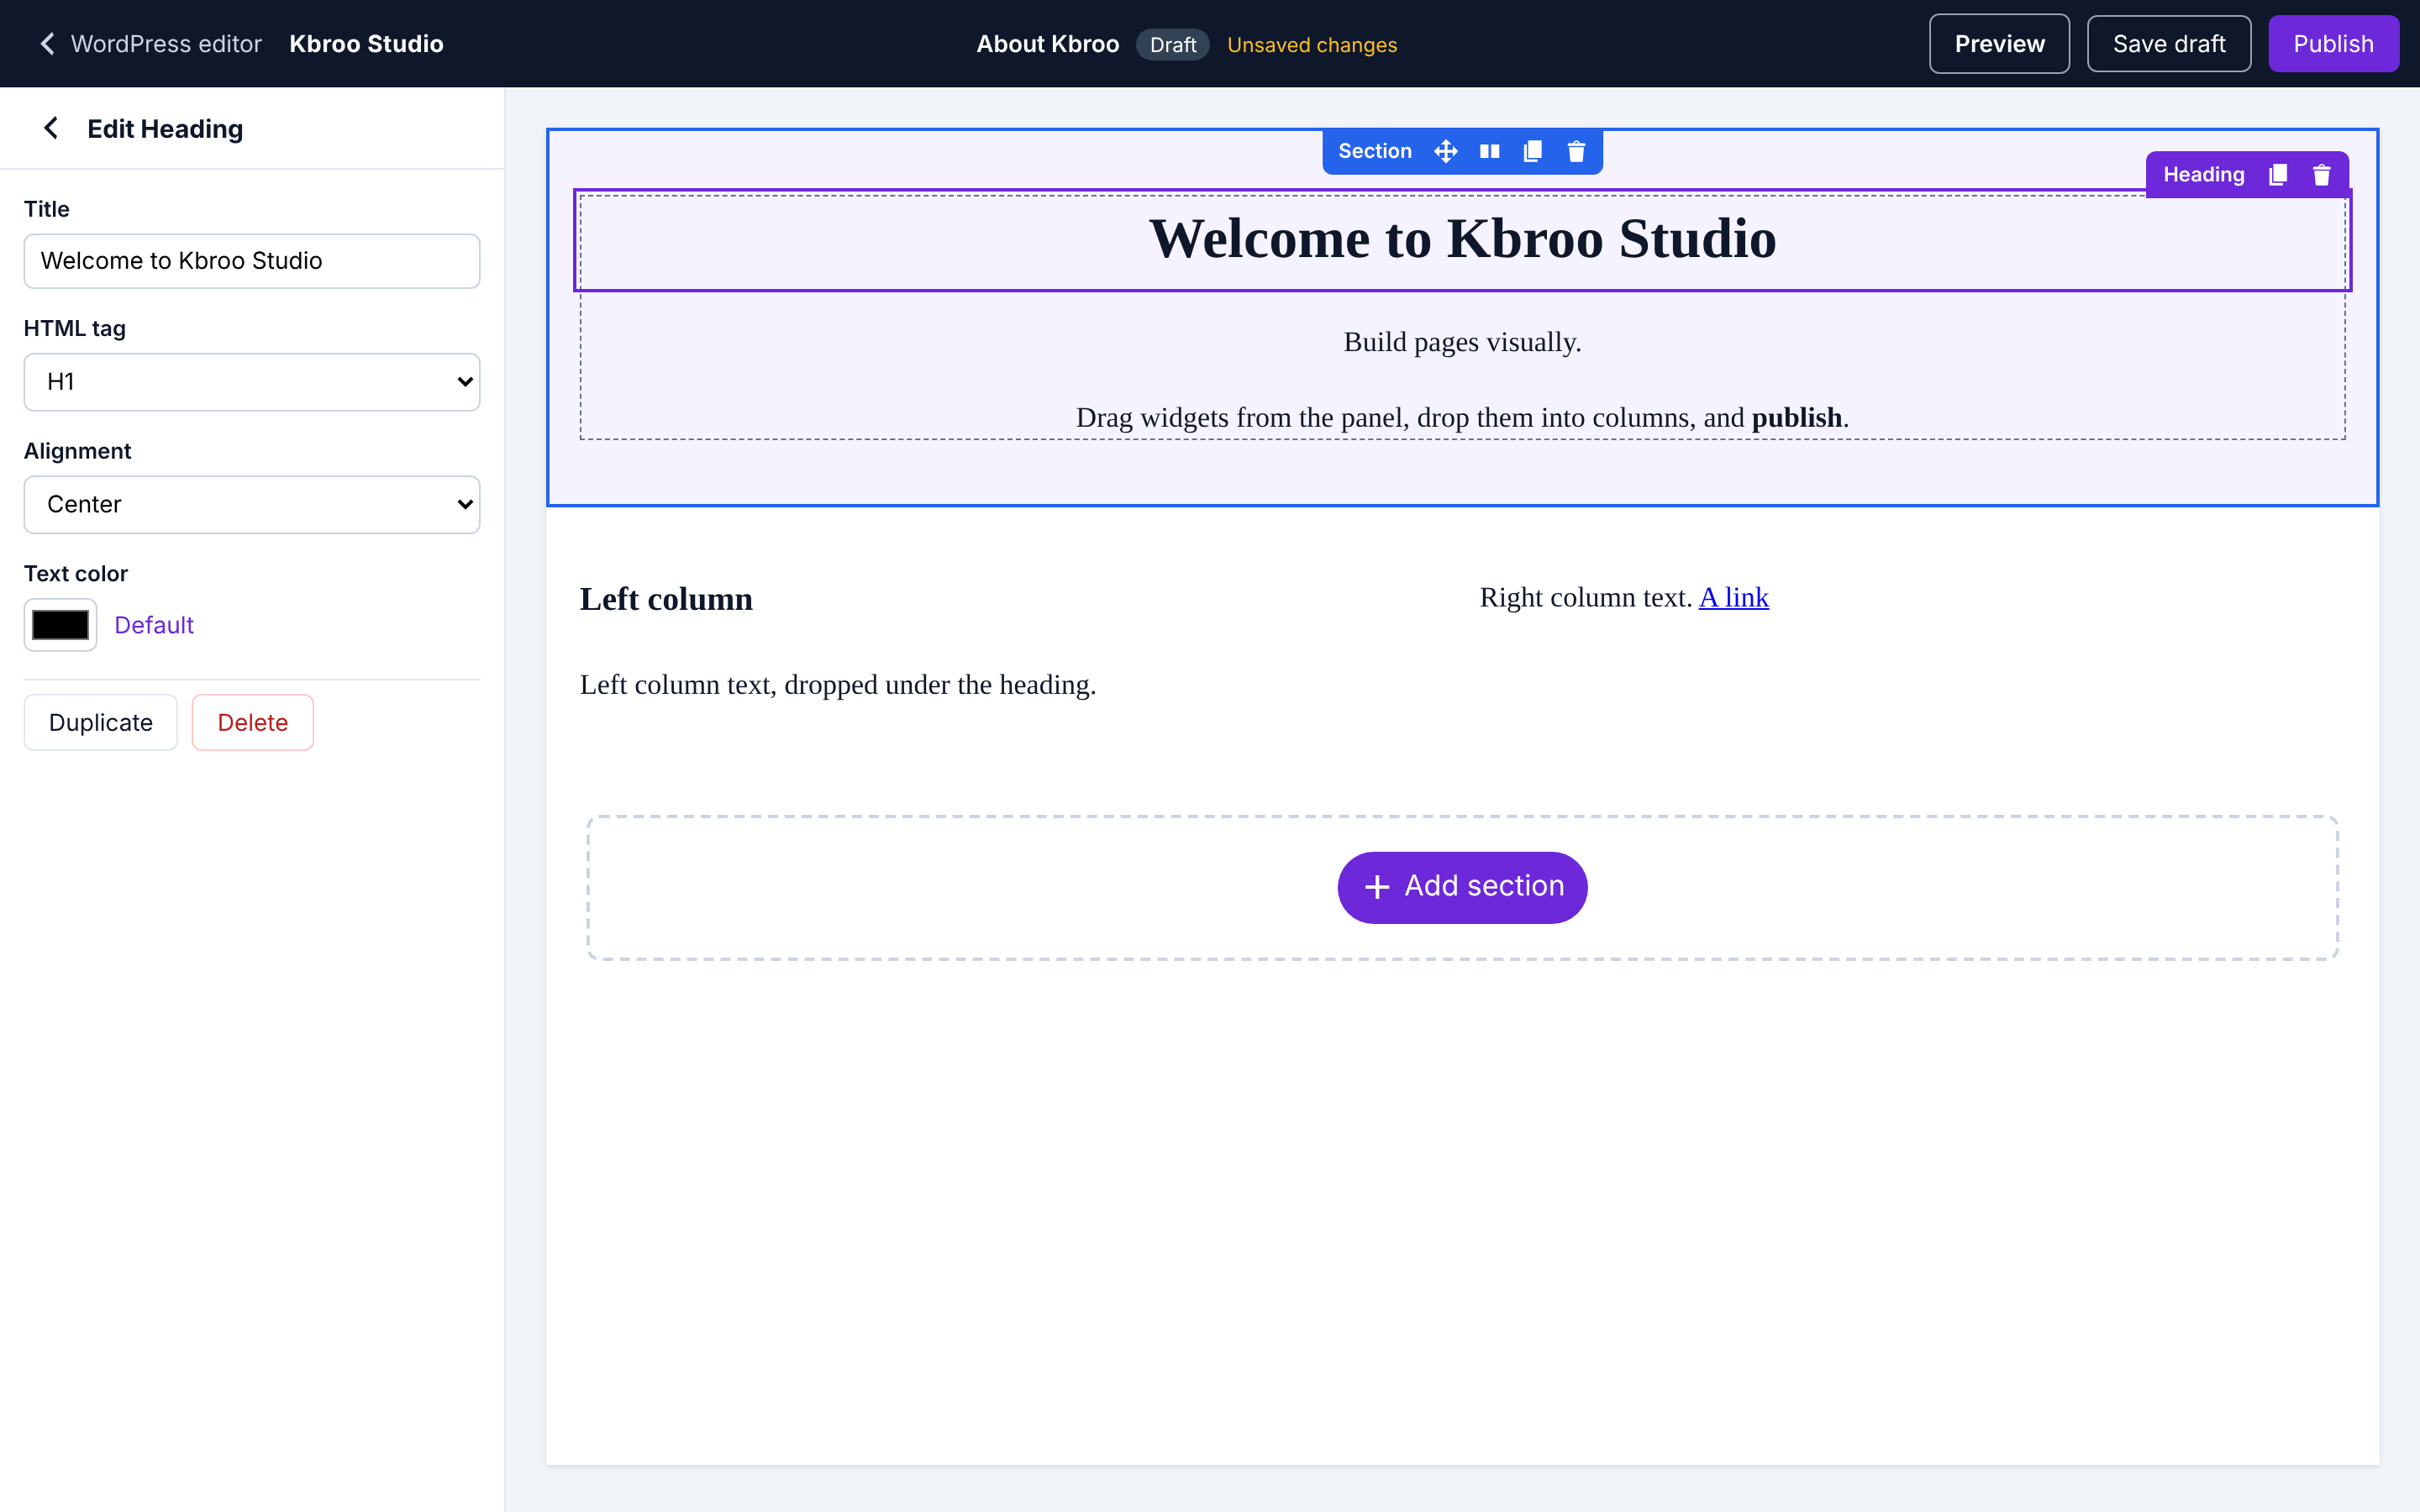 WordPress editor Kbroo Studio About Kbroo Draft Unsaved changes Preview Save draft Publish
Edit Heading
Title
Welcome to Kbroo Studio
HTML tag
H1
Alignment
Center
Text color
Default
Duplicate Delete
Section
Heading
Welcome to Kbroo Studio
Build pages visually.
Drag widgets from the panel, drop them into columns, and publish.
Left column
Left column text, dropped under the heading.
Right column text. A link
Add section